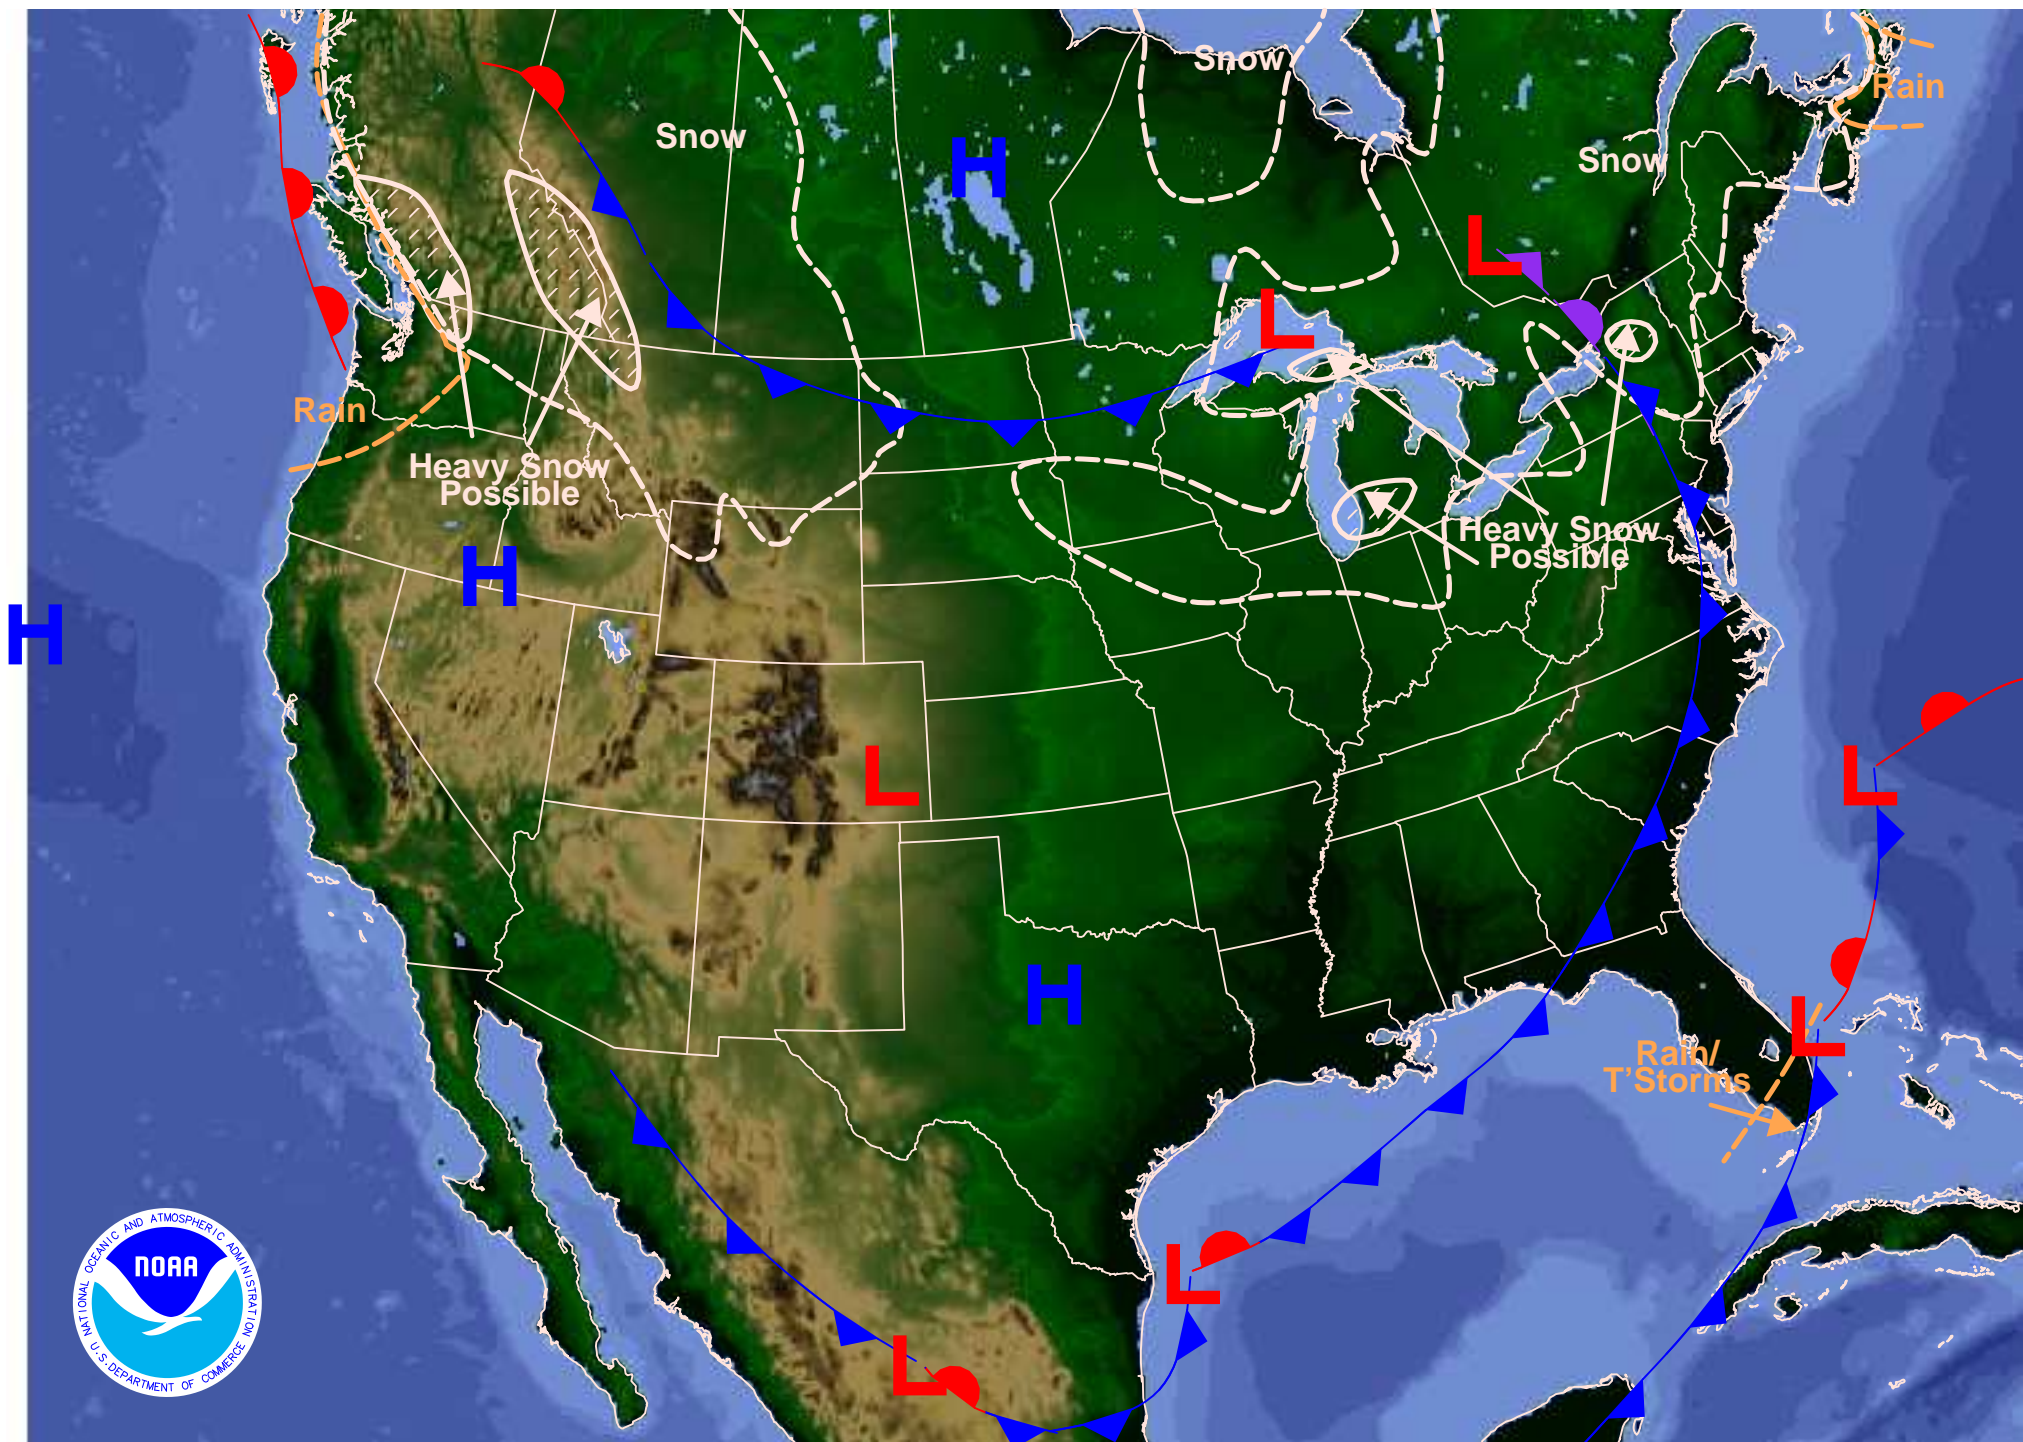 Snow
Rain
Snow
Snow
H
L
L
Rain
Heavy Snow
Possible
Heavy Snow
Possible
H
H
L
L
H
L
Rain/
T'Storms
L
L
NATIONAL OCEANIC AND ATMOSPHERIC ADMINISTRATION
NOAA
U.S. DEPARTMENT OF COMMERCE